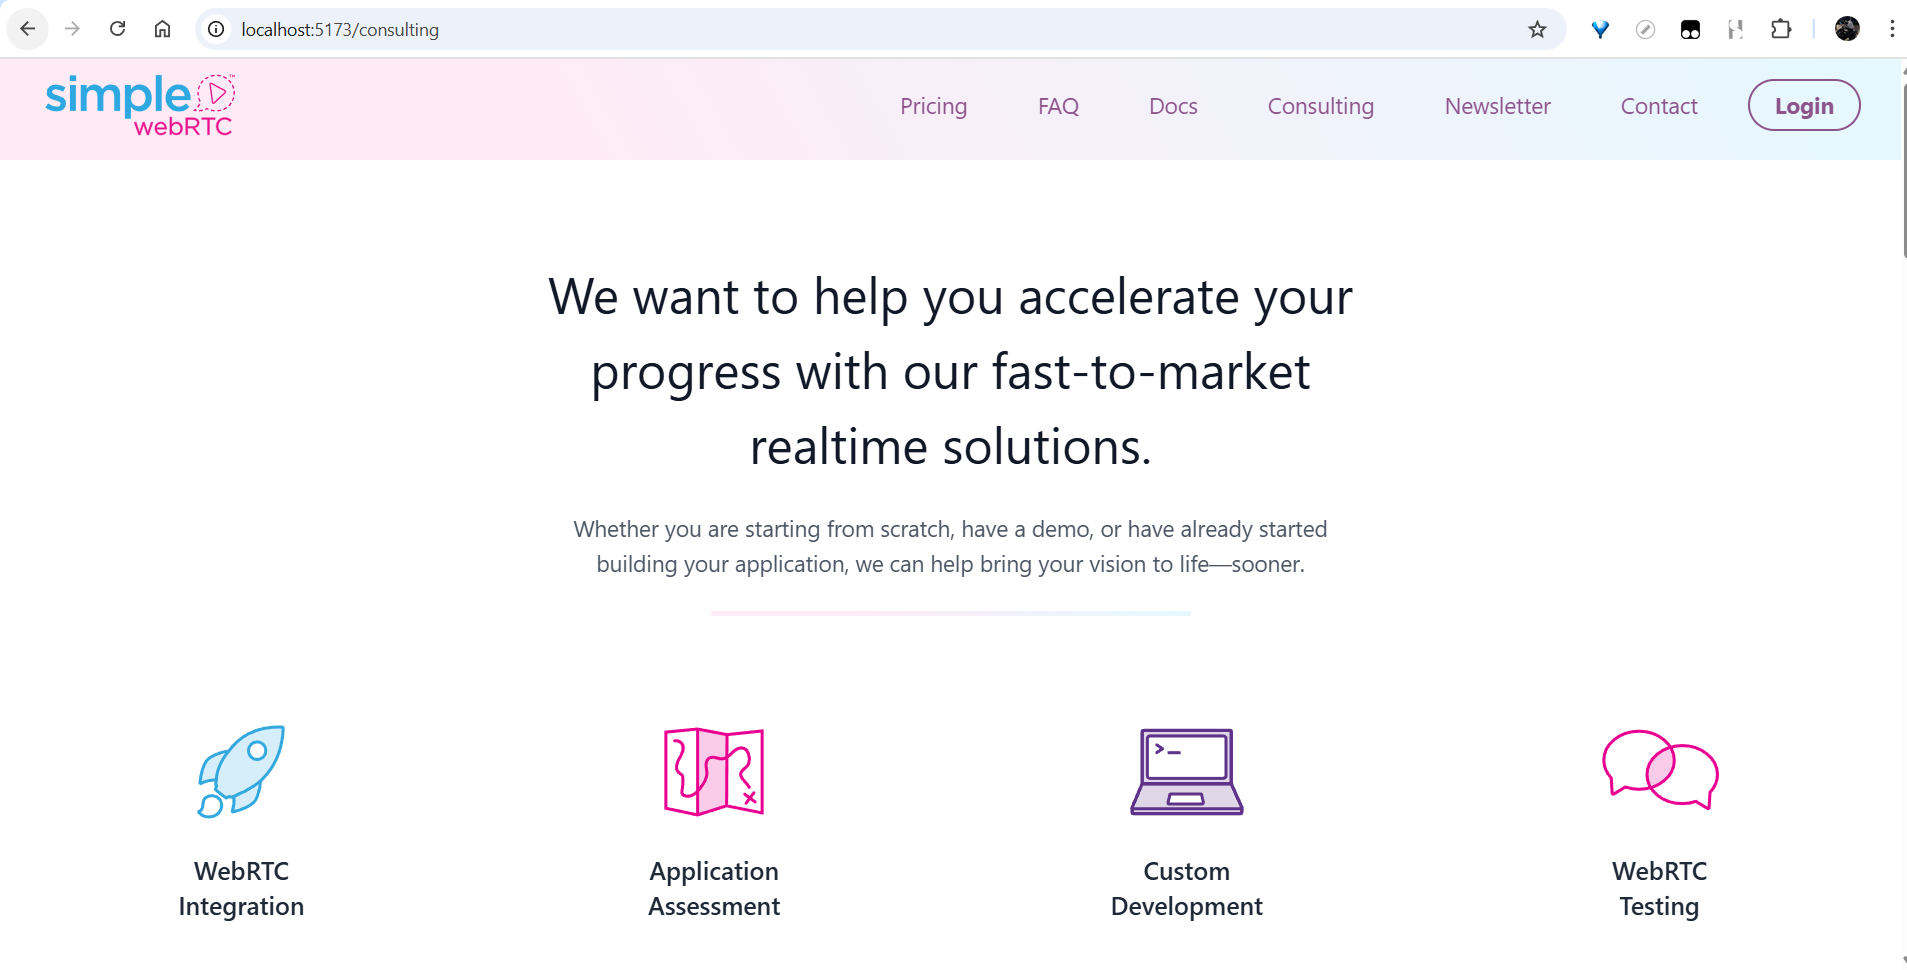 localhost:5173/consulting
simple
webRTC
™
Pricing FAQ Docs Consulting Newsletter Contact Login
We want to help you accelerate your
progress with our fast-to-market
realtime solutions.
Whether you are starting from scratch, have a demo, or have already started
building your application, we can help bring your vision to life—sooner.
WebRTC
Integration
Application
Assessment
Custom
Development
WebRTC
Testing